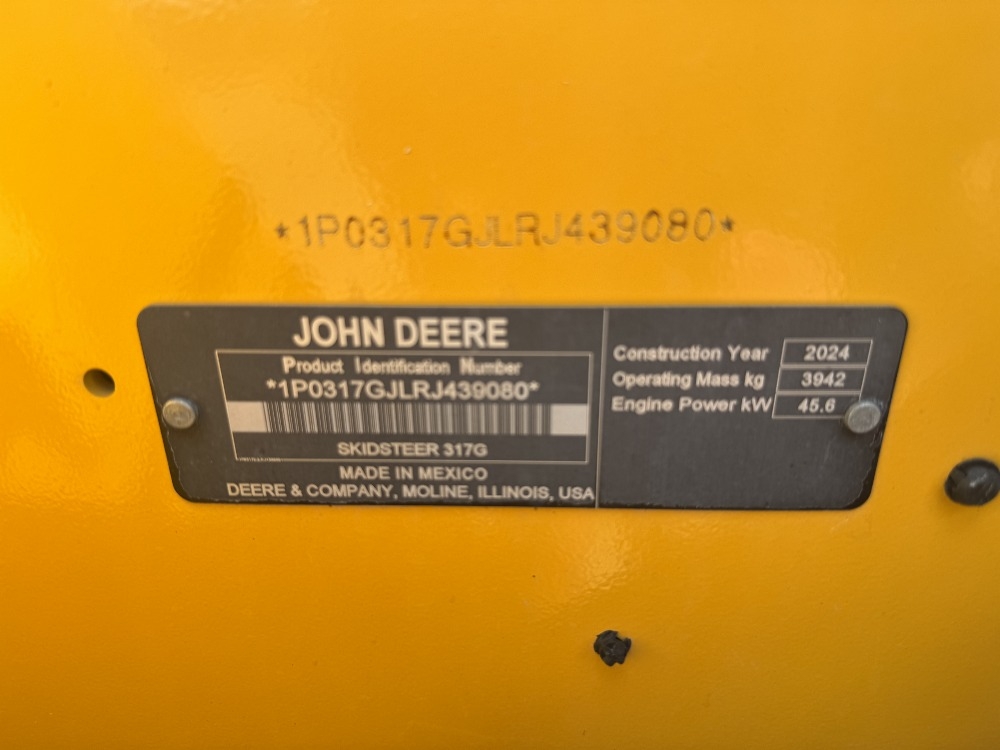 *1P0317GJLRJ439080*
JOHN DEERE
Product Identification Number
*1P0317GJLRJ439080*
SKIDSTEER 317G
MADE IN MEXICO
DEERE & COMPANY, MOLINE, ILLINOIS, USA
Construction Year 2024
Operating Mass kg 3942
Engine Power kW 45.6